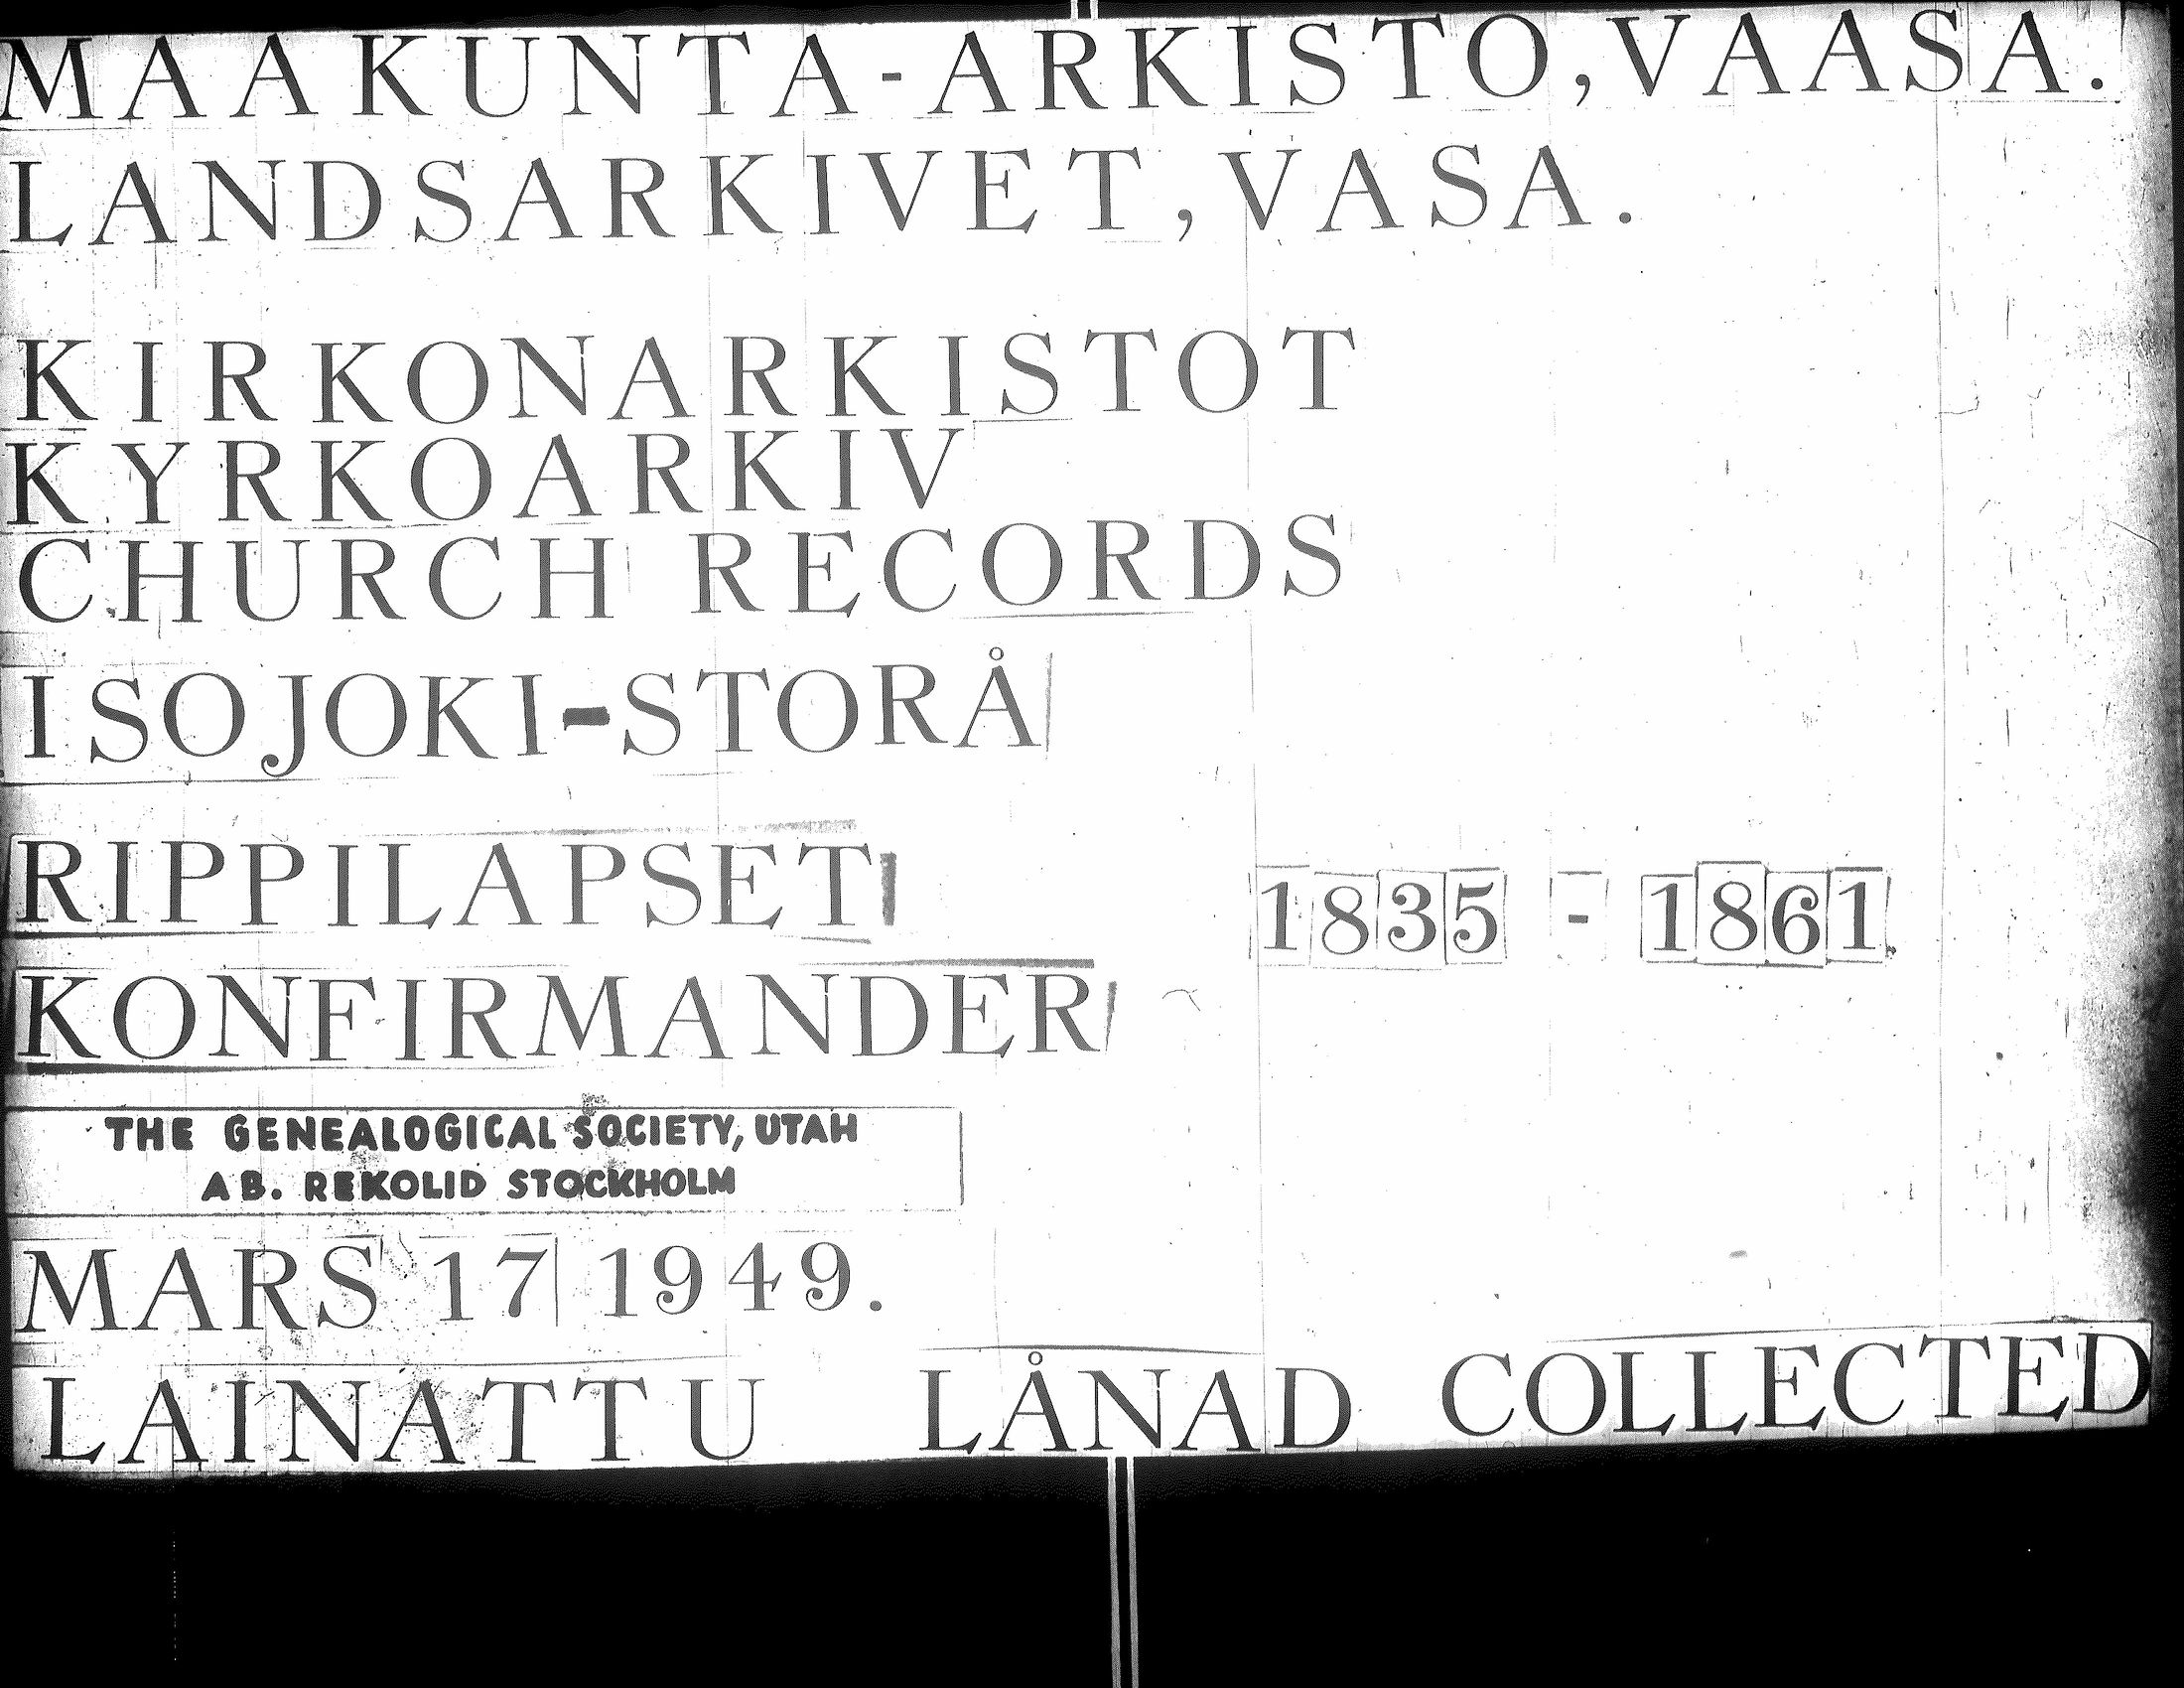 MAAKUNTA-ARKISTO, VAASA.
LANDSARKIVET, VASA.
KIRKONARKISTOT
KYRKOARKIV
CHURCH RECORDS
ISOJOKI-STORÅ
RIPPILAPSET
1835 - 1861
KONFIRMANDER
THE GENEALOGICAL SOCIETY, UTAH
AB. REKOLID STOCKHOLM
MARS 17 1949.
LAINATTU LÅNAD COLLECTED